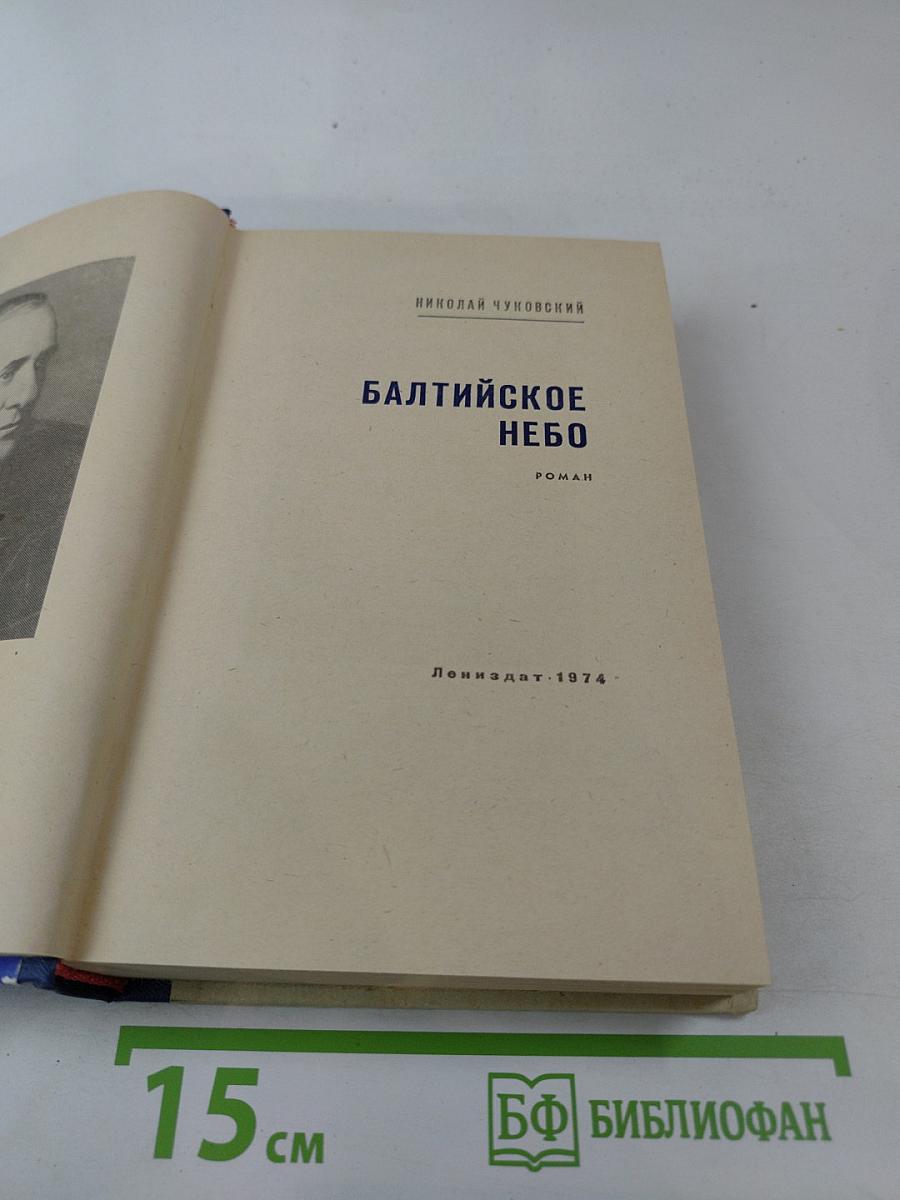 НИКОЛАЙ ЧУКОВСКИЙ
БАЛТИЙСКОЕ
НЕБО
РОМАН
Лениздат·1974
15 см
БФ БИБЛИОФАН